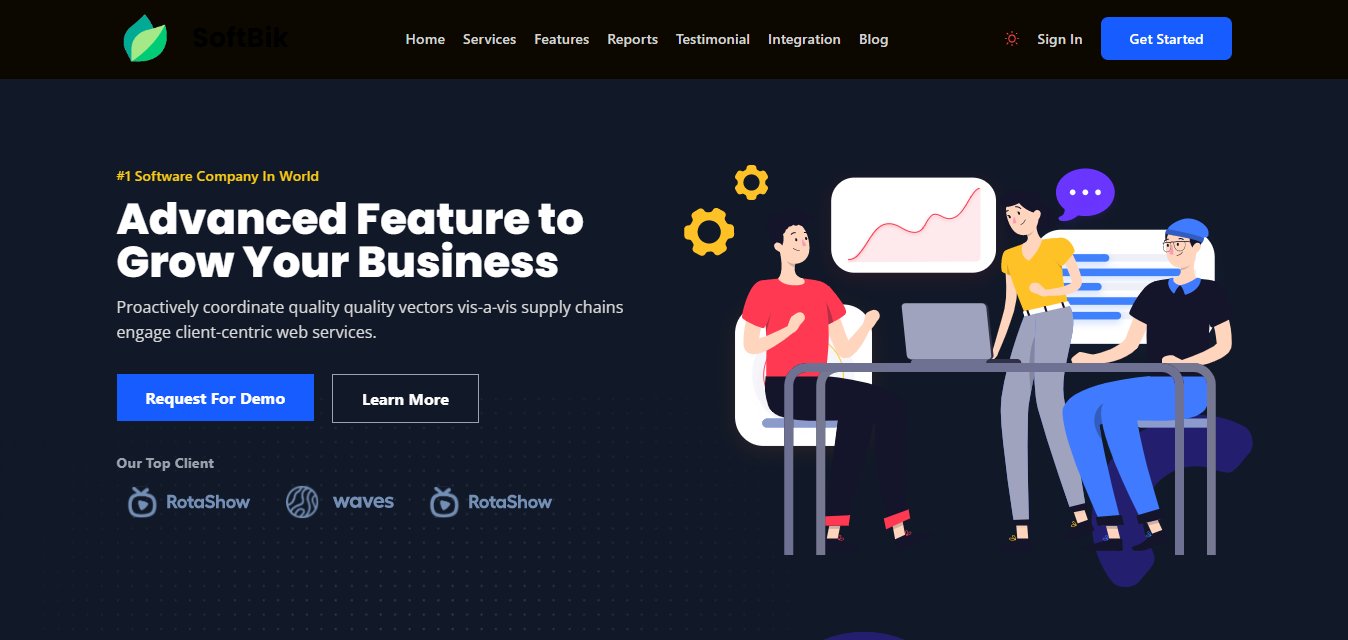 SoftBik
Home Services Features Reports Testimonial Integration Blog
Sign In
Get Started
#1 Software Company In World
Advanced Feature to
Grow Your Business
Proactively coordinate quality quality vectors vis-a-vis supply chains
engage client-centric web services.
Request For Demo
Learn More
Our Top Client
RotaShow
waves
RotaShow